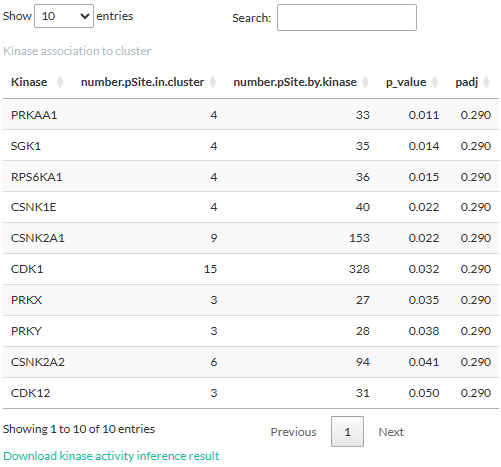 Show 10 entries Search:
Kinase association to cluster
Kinase number.pSite.in.cluster number.pSite.by.kinase p_value padj
PRKAA1 4 33 0.011 0.290
SGK1 4 35 0.014 0.290
RPS6KA1 4 36 0.015 0.290
CSNK1E 4 40 0.022 0.290
CSNK2A1 9 153 0.022 0.290
CDK1 15 328 0.032 0.290
PRKX 3 27 0.035 0.290
PRKY 3 28 0.038 0.290
CSNK2A2 6 94 0.041 0.290
CDK12 3 31 0.050 0.290
Showing 1 to 10 of 10 entries Previous 1 Next
Download kinase activity inference result